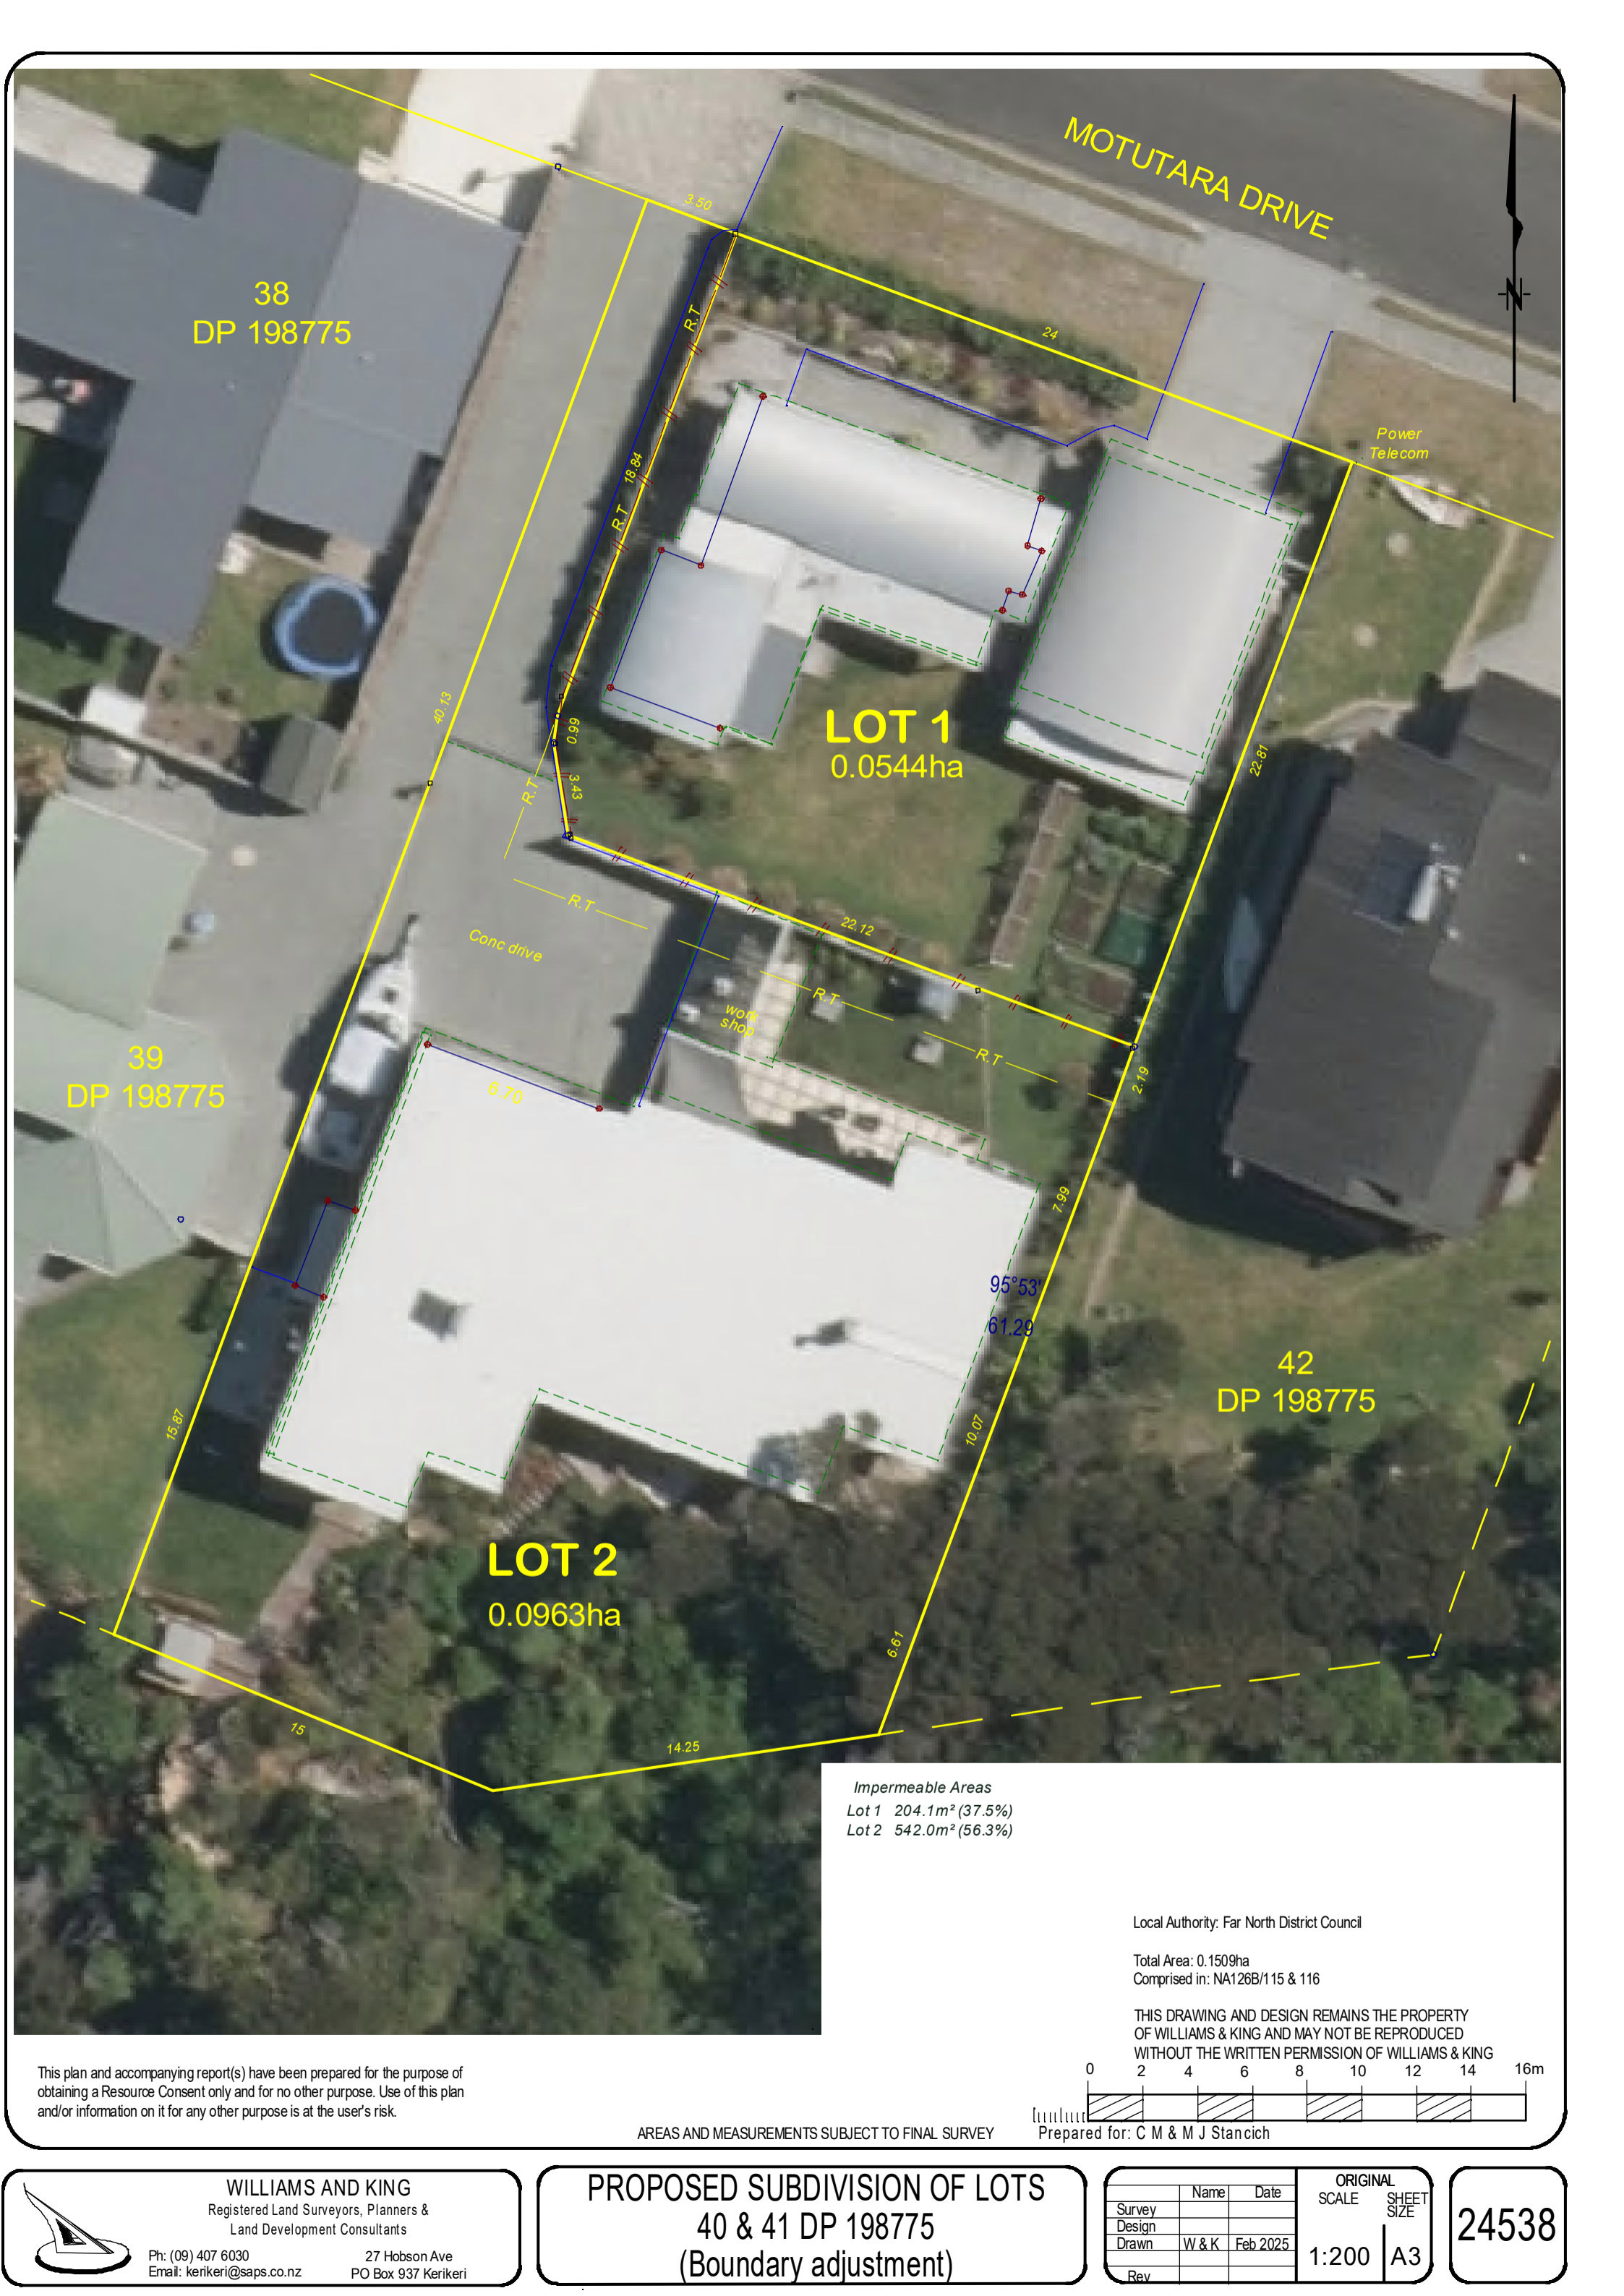 MOTUTARA DRIVE
3.50
38
DP 198775
R.T
24
N
Power
Telecom
18.84
R.T
40.13
0.99
LOT 1
0.0544ha
22.81
3.43
R.T
R.T
22.12
Conc drive
R.T
work
shop
R.T
39
DP 198775
6.70
2.19
7.99
95°53'
61.29
42
DP 198775
15.87
10.07
LOT 2
0.0963ha
6.61
15
14.25
Impermeable Areas
Lot 1 204.1m² (37.5%)
Lot 2 542.0m² (56.3%)
Local Authority: Far North District Council
Total Area: 0.1509ha
Comprised in: NA126B/115 & 116
THIS DRAWING AND DESIGN REMAINS THE PROPERTY
OF WILLIAMS & KING AND MAY NOT BE REPRODUCED
WITHOUT THE WRITTEN PERMISSION OF WILLIAMS & KING
0 2 4 6 8 10 12 14 16m
This plan and accompanying report(s) have been prepared for the purpose of
obtaining a Resource Consent only and for no other purpose. Use of this plan
and/or information on it for any other purpose is at the user's risk.
AREAS AND MEASUREMENTS SUBJECT TO FINAL SURVEY
Prepared for: C M & M J Stancich
WILLIAMS AND KING
Registered Land Surveyors, Planners &
Land Development Consultants
Ph: (09) 407 6030
27 Hobson Ave
Email: kerikeri@saps.co.nz
PO Box 937 Kerikeri
PROPOSED SUBDIVISION OF LOTS
40 & 41 DP 198775
(Boundary adjustment)
Name Date
Survey
Design
Drawn W & K Feb 2025
Rev
ORIGINAL
SCALE SHEET SIZE
1:200 A3
24538